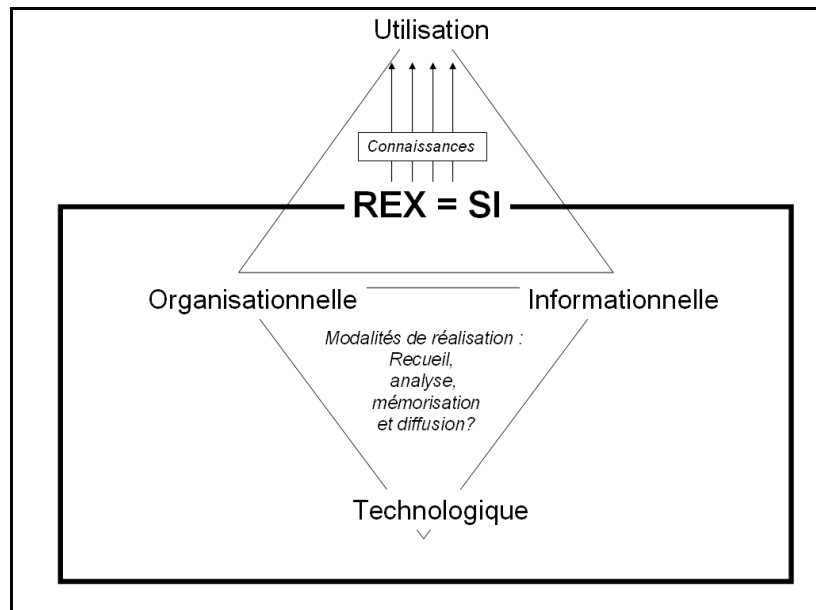 Utilisation
Connaissances
REX = SI
Organisationnelle
Informationnelle
Modalités de réalisation :
Recueil,
analyse,
mémorisation
et diffusion?
Technologique